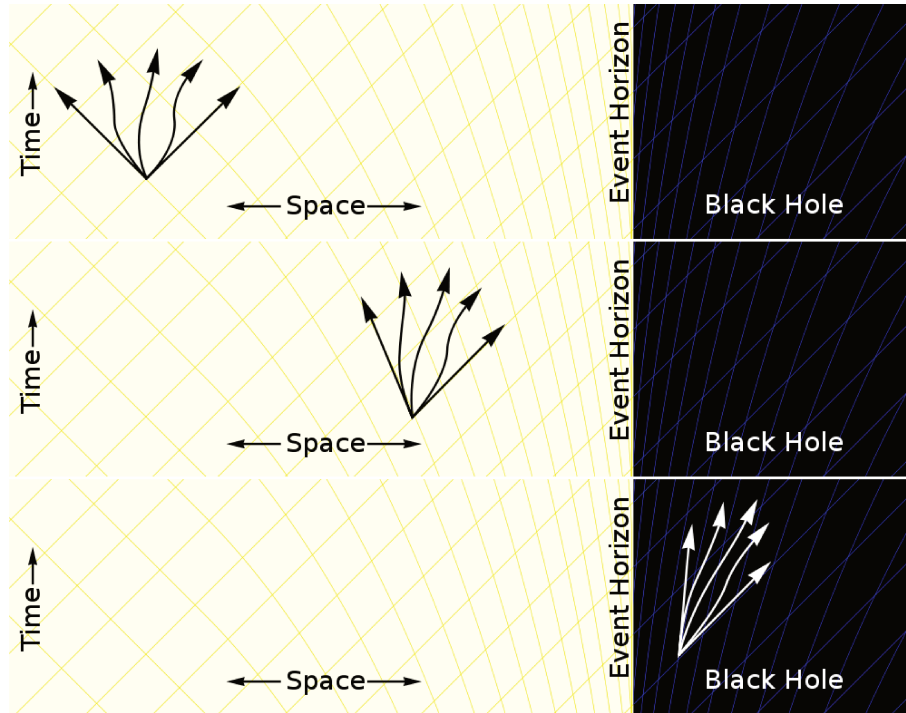 Time
Space
Event Horizon
Black Hole
Time
Space
Event Horizon
Black Hole
Time
Space
Event Horizon
Black Hole